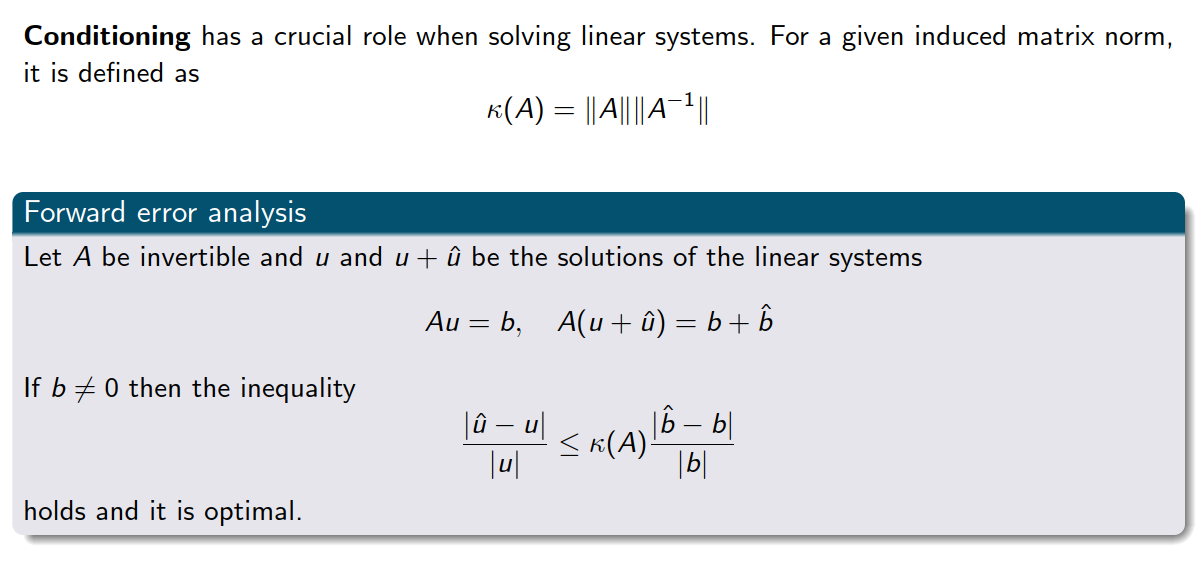 Conditioning has a crucial role when solving linear systems. For a given induced matrix norm,
it is defined as
κ(A) = ‖A‖‖A⁻¹‖
Forward error analysis
Let A be invertible and u and u + û be the solutions of the linear systems
Au = b, A(u + û) = b + b̂
If b ≠ 0 then the inequality
|û − u| / |u| ≤ κ(A) |b̂ − b| / |b|
holds and it is optimal.